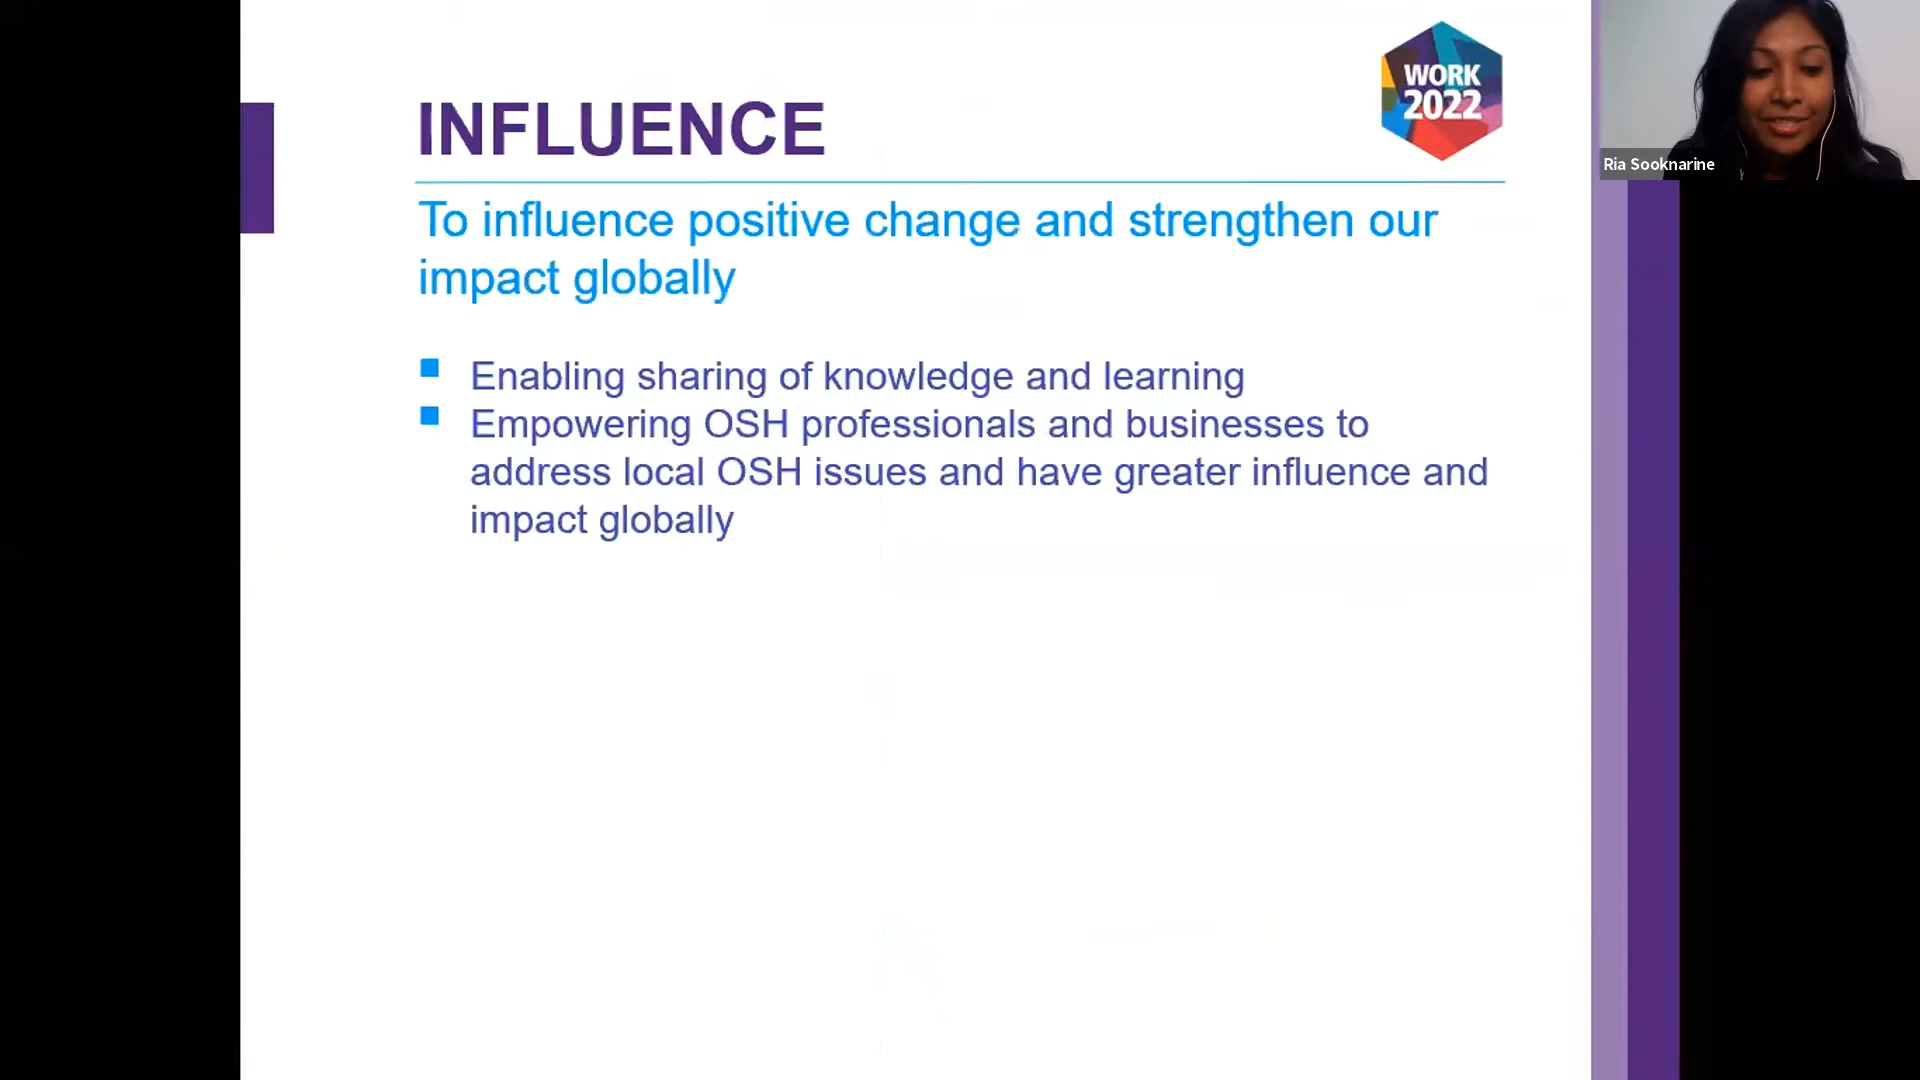 INFLUENCE
WORK
2022
Ria Sooknarine
To influence positive change and strengthen our
impact globally
Enabling sharing of knowledge and learning
Empowering OSH professionals and businesses to
address local OSH issues and have greater influence and
impact globally